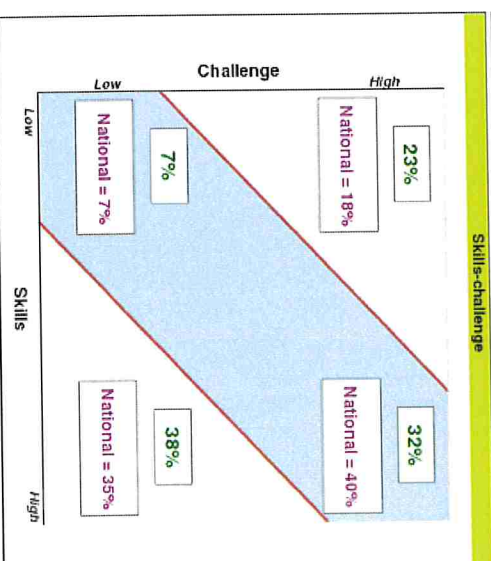 Skills-challenge
Challenge
High
23%
National = 18%
32%
National = 40%
Low
7%
National = 7%
38%
National = 35%
Low
Skills
High